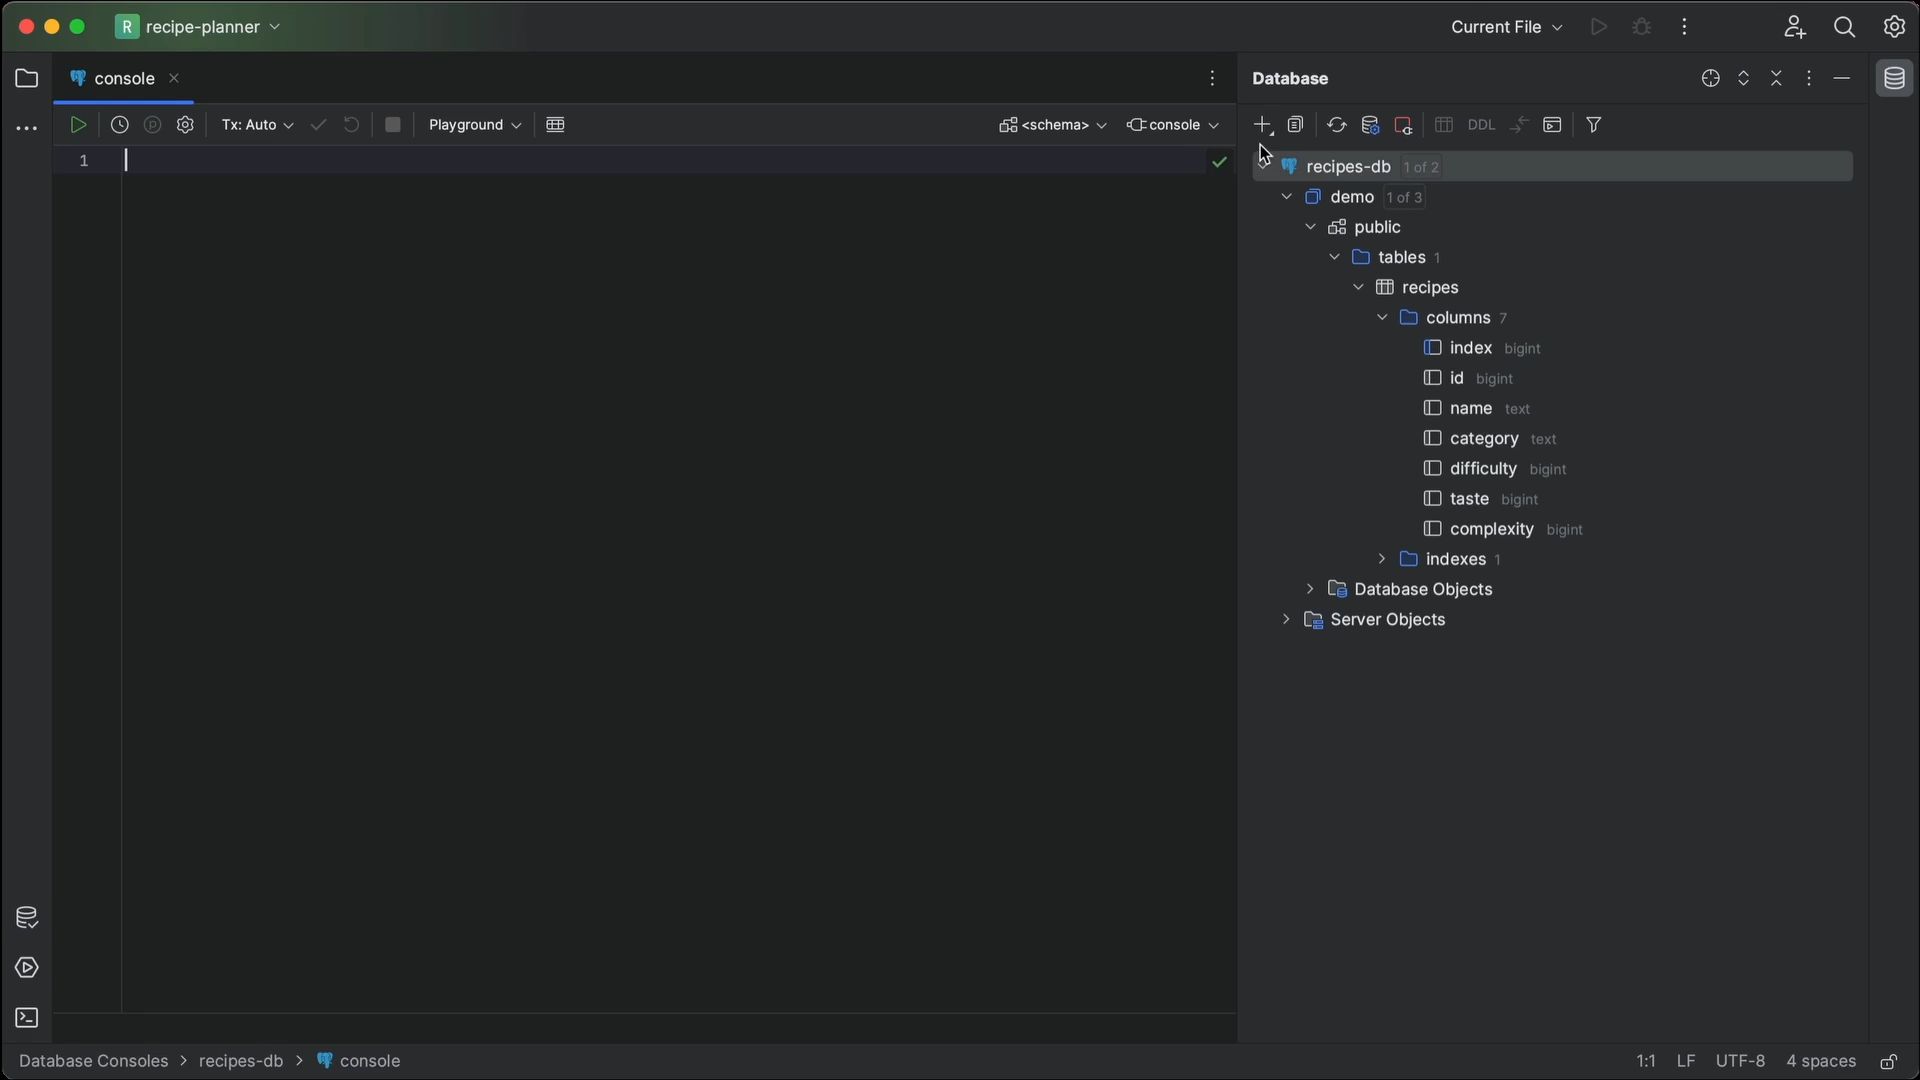 R recipe-planner
Current File
console
Database
Tx: Auto
Playground
<schema>
console
DDL
1
recipes-db 1 of 2
demo 1 of 3
public
tables 1
recipes
columns 7
index bigint
id bigint
name text
category text
difficulty bigint
taste bigint
complexity bigint
indexes 1
Database Objects
Server Objects
Database Consoles > recipes-db > console
1:1 LF UTF-8 4 spaces